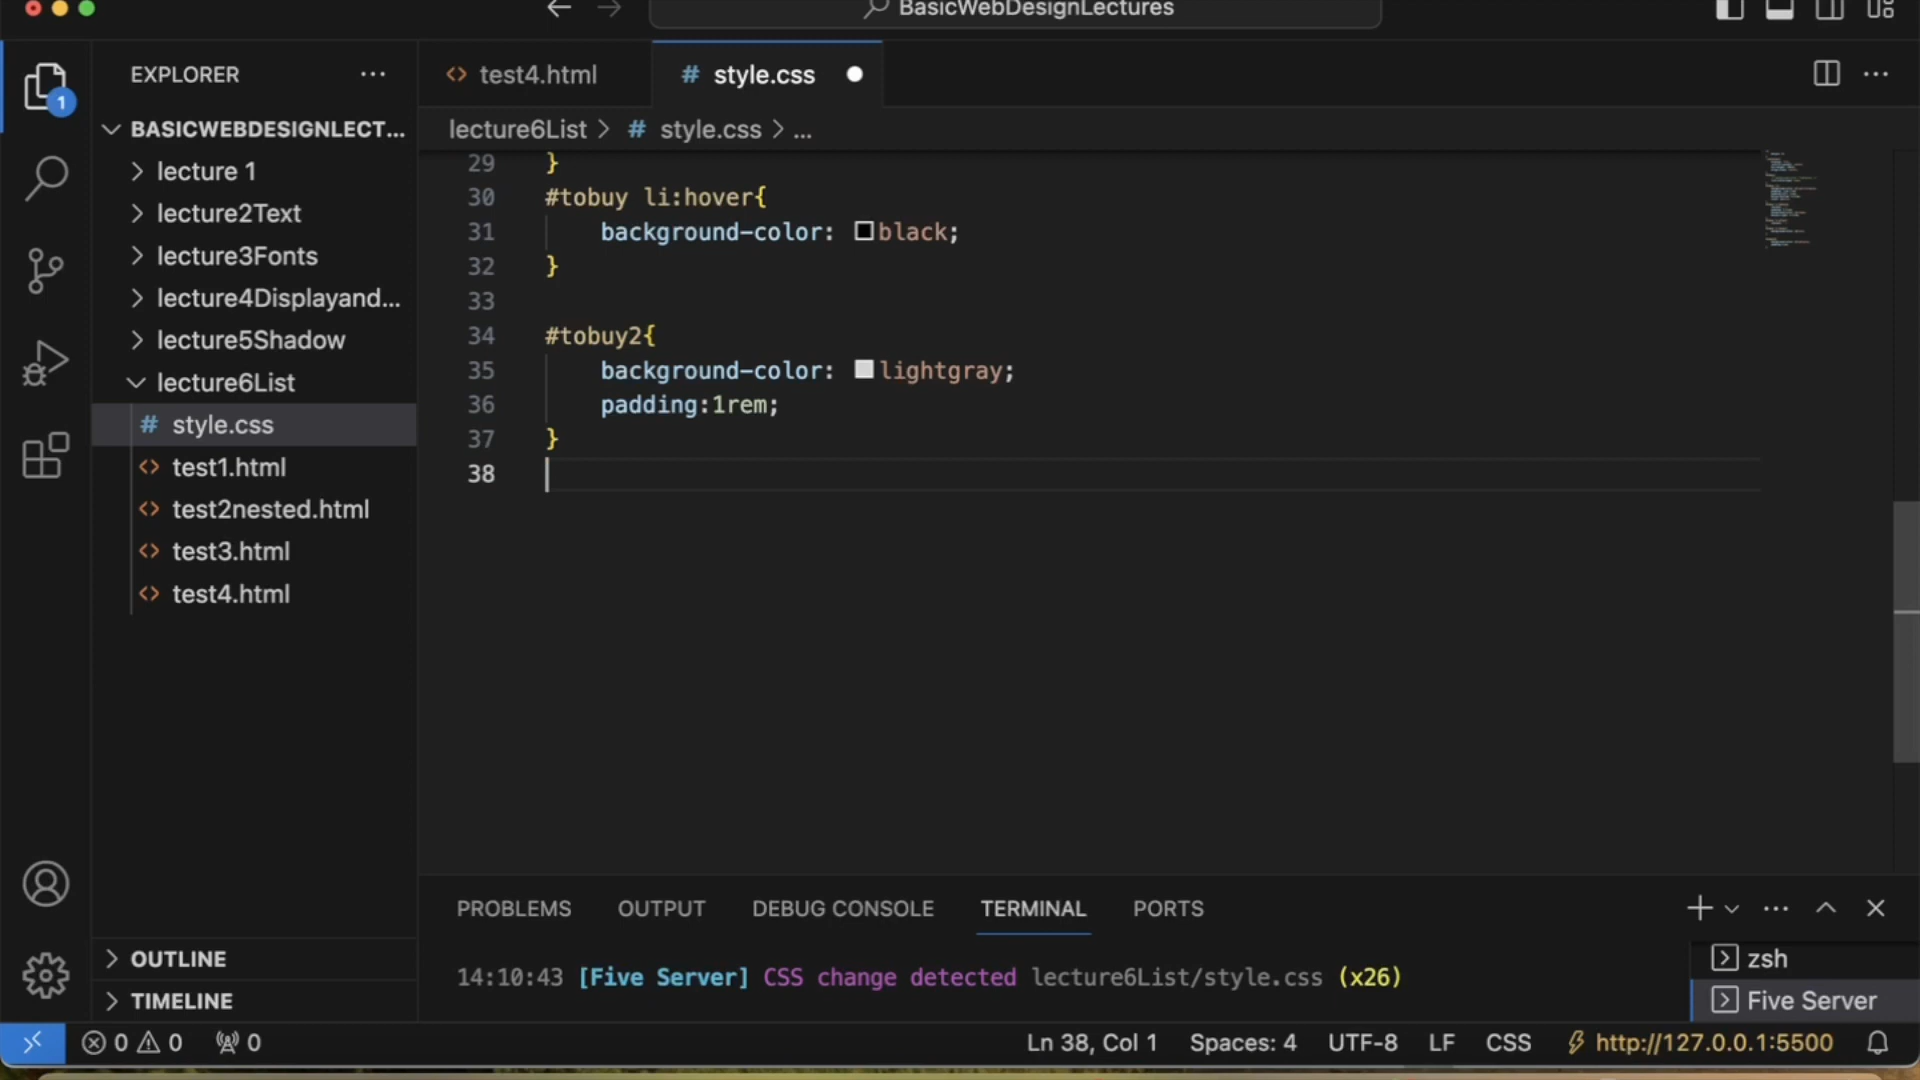 BasicWebDesignLectures
EXPLORER
test4.html
style.css
1
BASICWEBDESIGNLECT...
lecture6List > # style.css > ...
lecture 1
lecture2Text
lecture3Fonts
lecture4Displayand...
lecture5Shadow
lecture6List
# style.css
<> test1.html
<> test2nested.html
<> test3.html
<> test4.html
29 }
30 #tobuy li:hover{
31 background-color: black;
32 }
33
34 #tobuy2{
35 background-color: lightgray;
36 padding:1rem;
37 }
38
PROBLEMS OUTPUT DEBUG CONSOLE TERMINAL PORTS
14:10:43 [Five Server] CSS change detected lecture6List/style.css (x26)
zsh
Five Server
OUTLINE
TIMELINE
0 0 0 Ln 38, Col 1 Spaces: 4 UTF-8 LF CSS http://127.0.0.1:5500